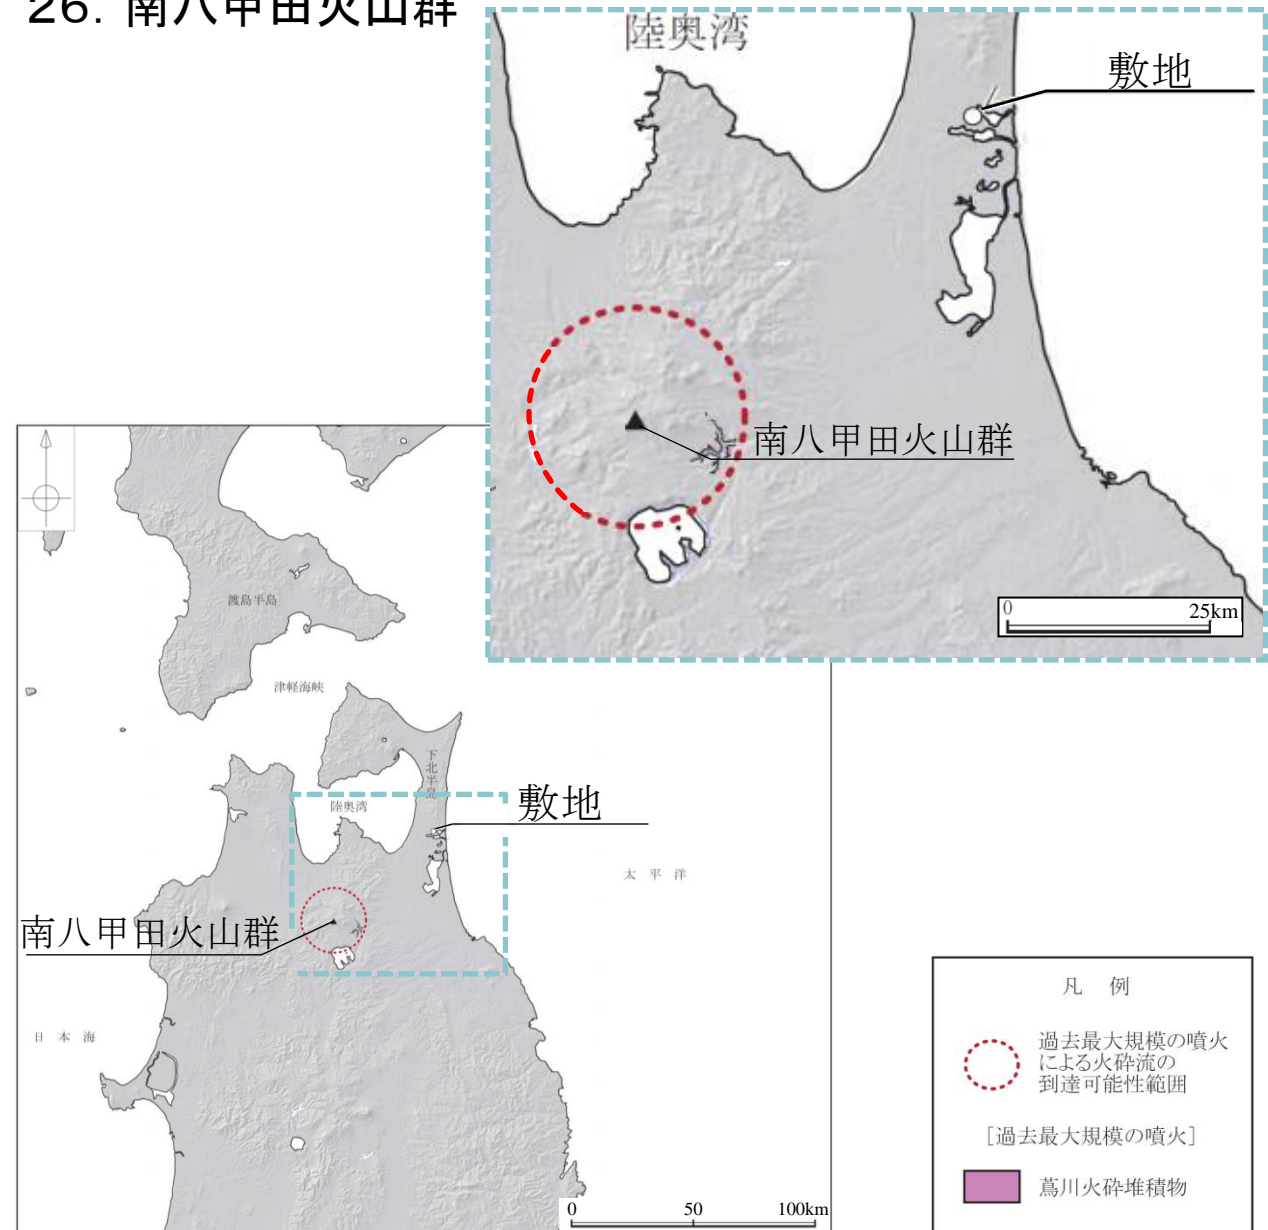 26. 南八甲田火山群
陸奥湾
敷地
南八甲田火山群
0 25km
渡島半島
津軽海峡
下北半島
陸奥湾
敷地
太平洋
南八甲田火山群
日本海
0 50 100km
凡 例
過去最大規模の噴火
による火砕流の
到達可能性範囲
[過去最大規模の噴火]
蔦川火砕堆積物